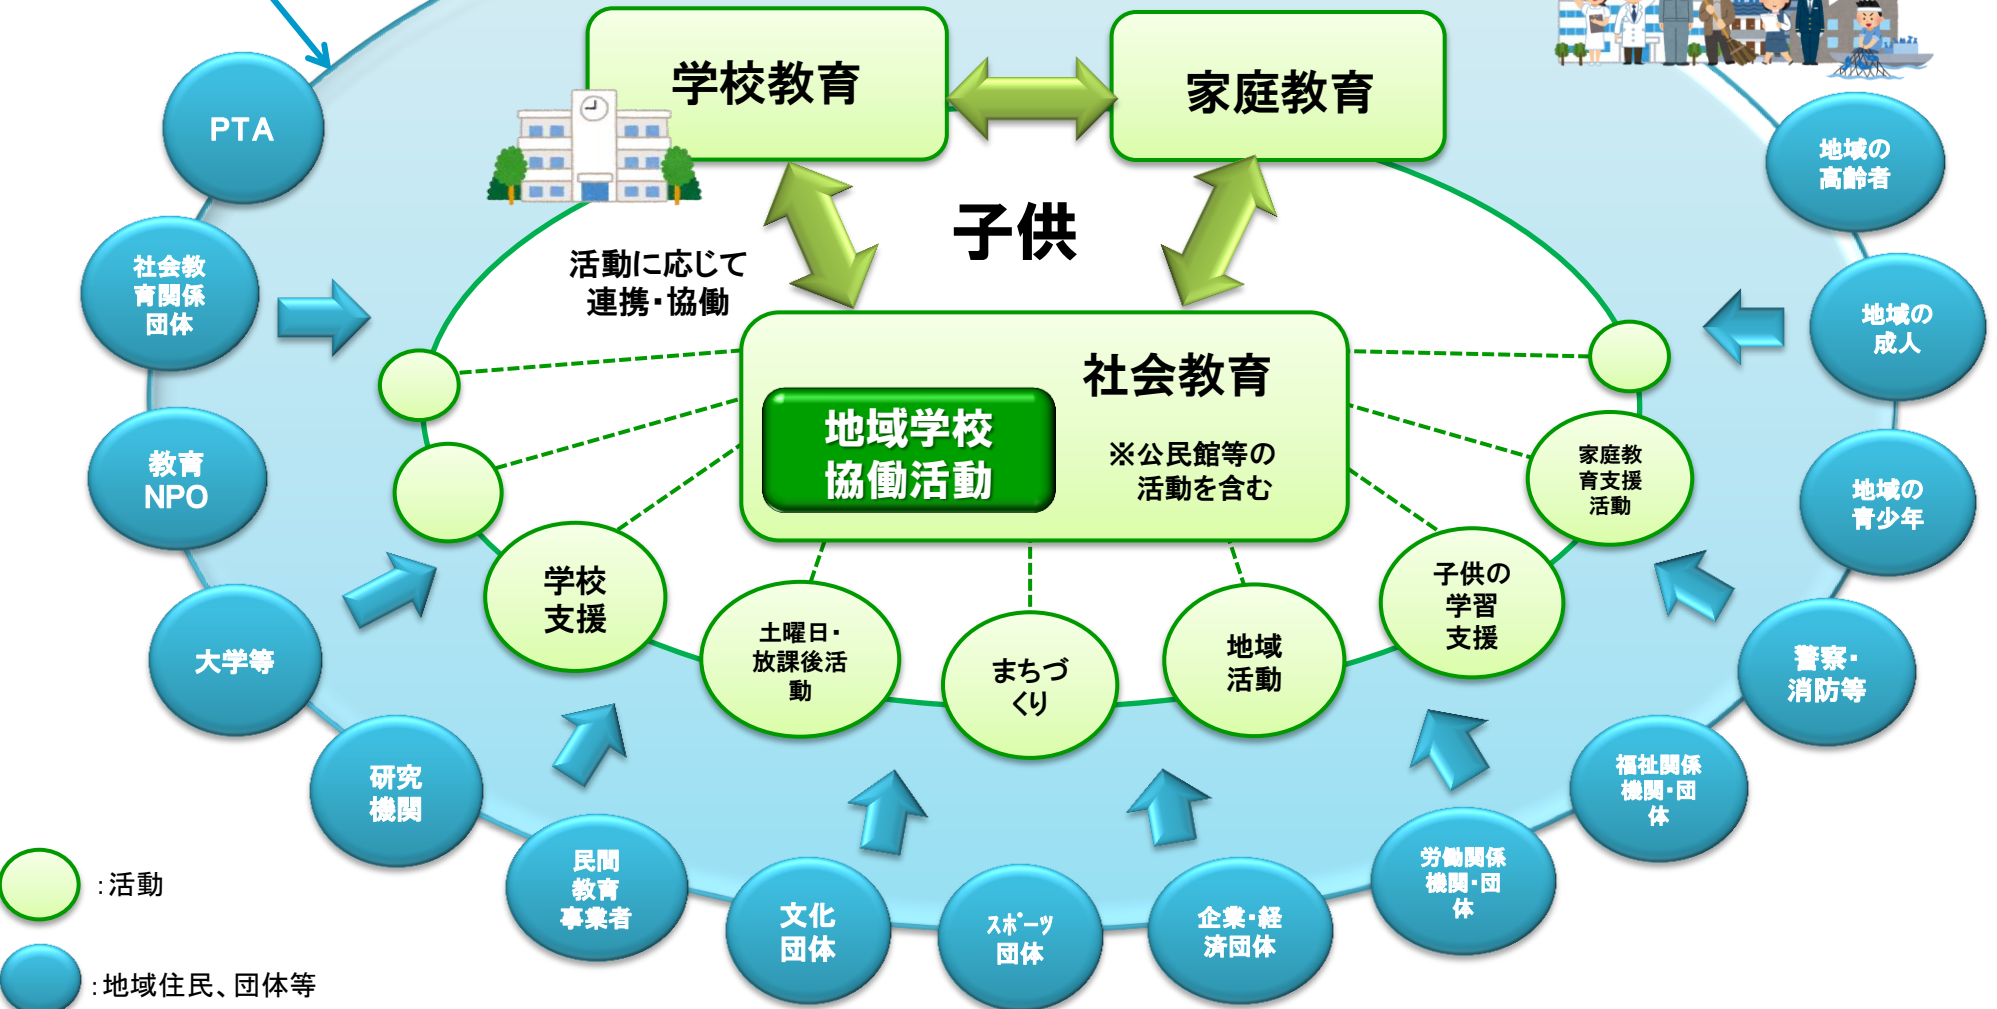 学校教育
家庭教育
PTA
地域の
高齢者
子供
活動に応じて
連携・協働
社会教
育関係
団体
地域の
成人
社会教育
地域学校
協働活動
※公民館等の
活動を含む
教育
NPO
家庭教
育支援
活動
地域の
青少年
学校
支援
土曜日・
放課後活
動
まちづ
くり
地域
活動
子供の
学習
支援
大学等
警察・
消防等
研究
機関
福祉関係
機関・団
体
民間
教育
事業者
文化
団体
スポーツ
団体
企業・経
済団体
労働関係
機関・団
体
：活動
：地域住民、団体等